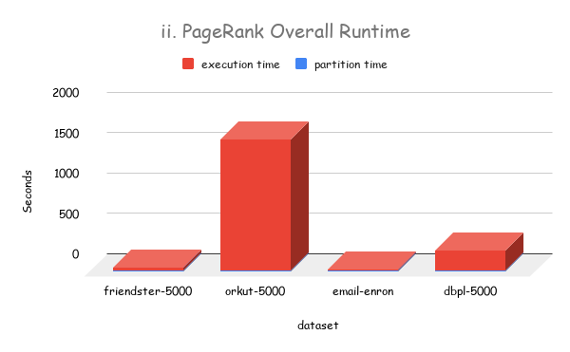 ii. PageRank Overall Runtime
execution time partition time
2000
1500
1000
500
0
Seconds
friendster-5000 orkut-5000 email-enron dbpl-5000
dataset